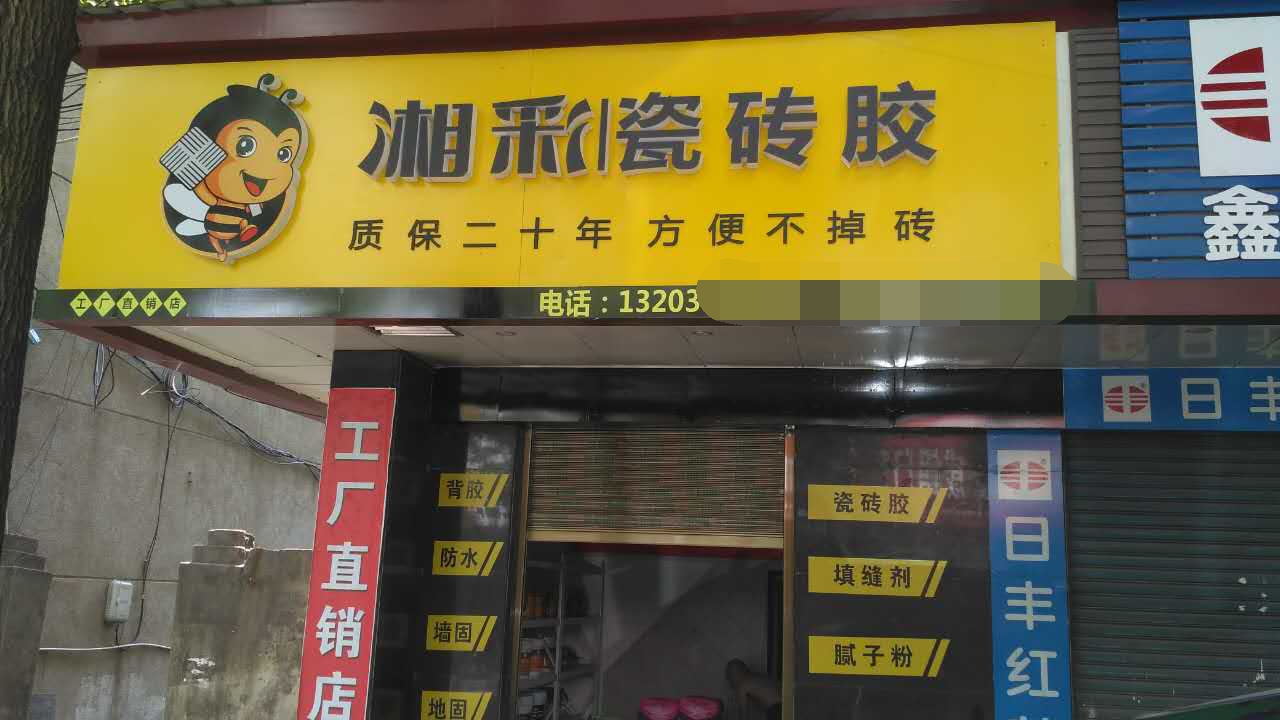 湘彩瓷砖胶
质保二十年 方便不掉砖
工厂直销店
电话：13203
鑫
日丰
工厂直销店
背胶
防水
墙固
地固
瓷砖胶
填缝剂
腻子粉
日丰红